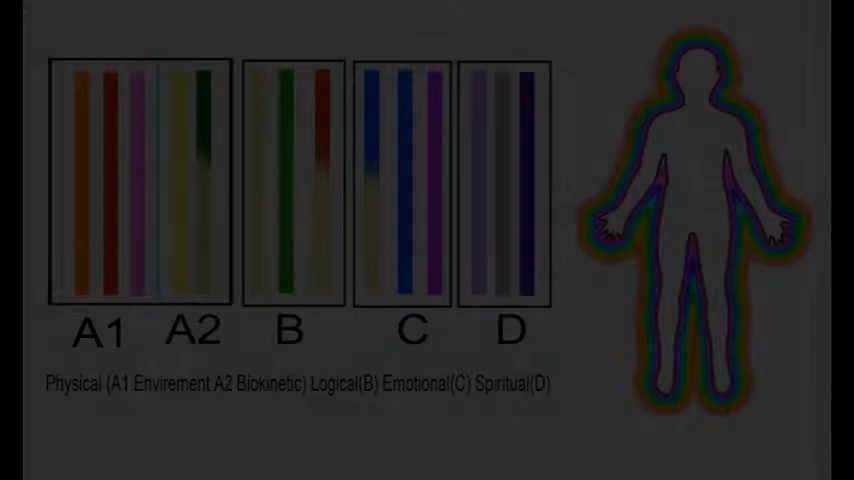 A1 A2 B C D
Physical (A1 Envirement A2 Biokinetic) Logical(B) Emotional(C) Spiritual(D)